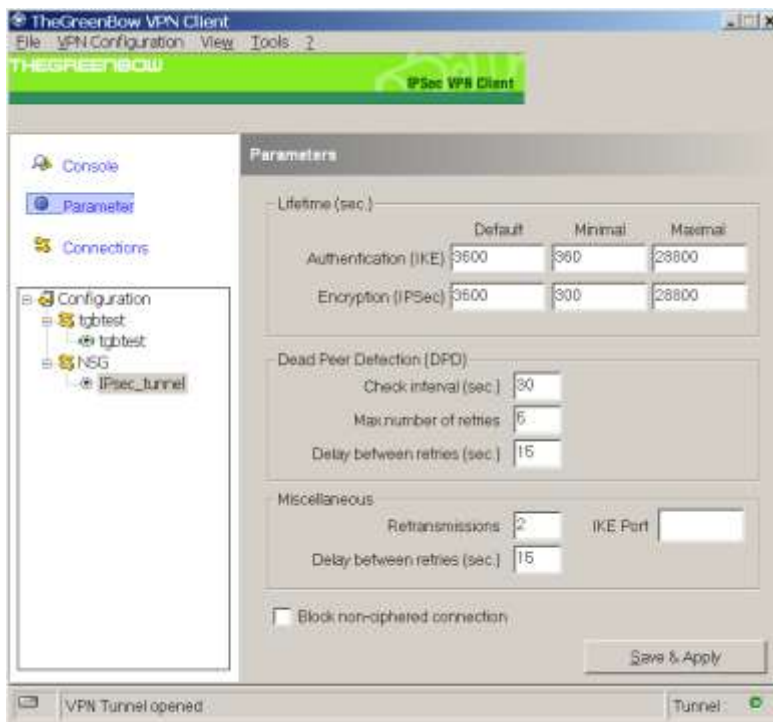 TheGreenBow VPN Client
File VPN Configuration View Tools ?
THEGREENBOW
IPSec VPN Client
Console
Parameter
Connections
Configuration
tgbtest
tgbtest
NSG
IPsec_tunnel
Parameters
Lifetime (sec.)
Default Minimal Maximal
Authentication (IKE) 3600 360 28800
Encryption (IPSec) 3600 300 28800
Dead Peer Detection (DPD)
Check interval (sec.) 30
Max number of retries 5
Delay between retries (sec.) 15
Miscellaneous
Retransmissions 2 IKE Port
Delay between retries (sec.) 15
Block non-ciphered connection
Save & Apply
VPN Tunnel opened Tunnel: